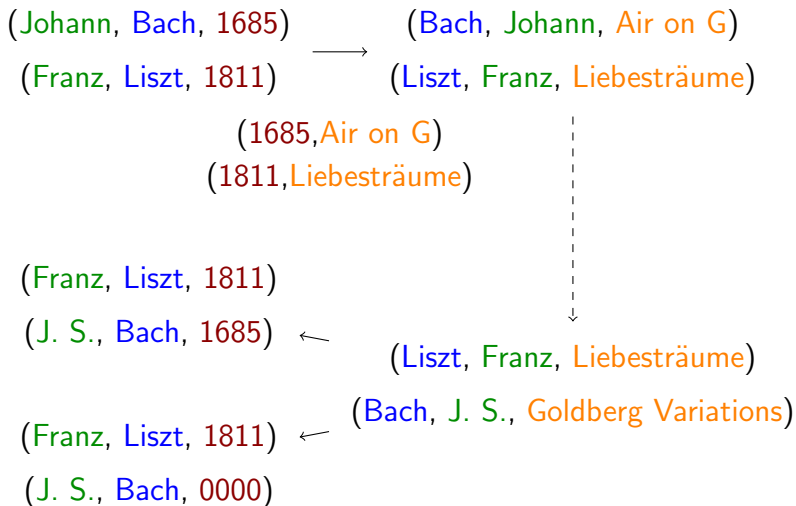 (Johann, Bach, 1685)
(Franz, Liszt, 1811)
(Bach, Johann, Air on G)
(Liszt, Franz, Liebesträume)
(1685,Air on G)
(1811,Liebesträume)
(Franz, Liszt, 1811)
(J. S., Bach, 1685)
(Liszt, Franz, Liebesträume)
(Bach, J. S., Goldberg Variations)
(Franz, Liszt, 1811)
(J. S., Bach, 0000)